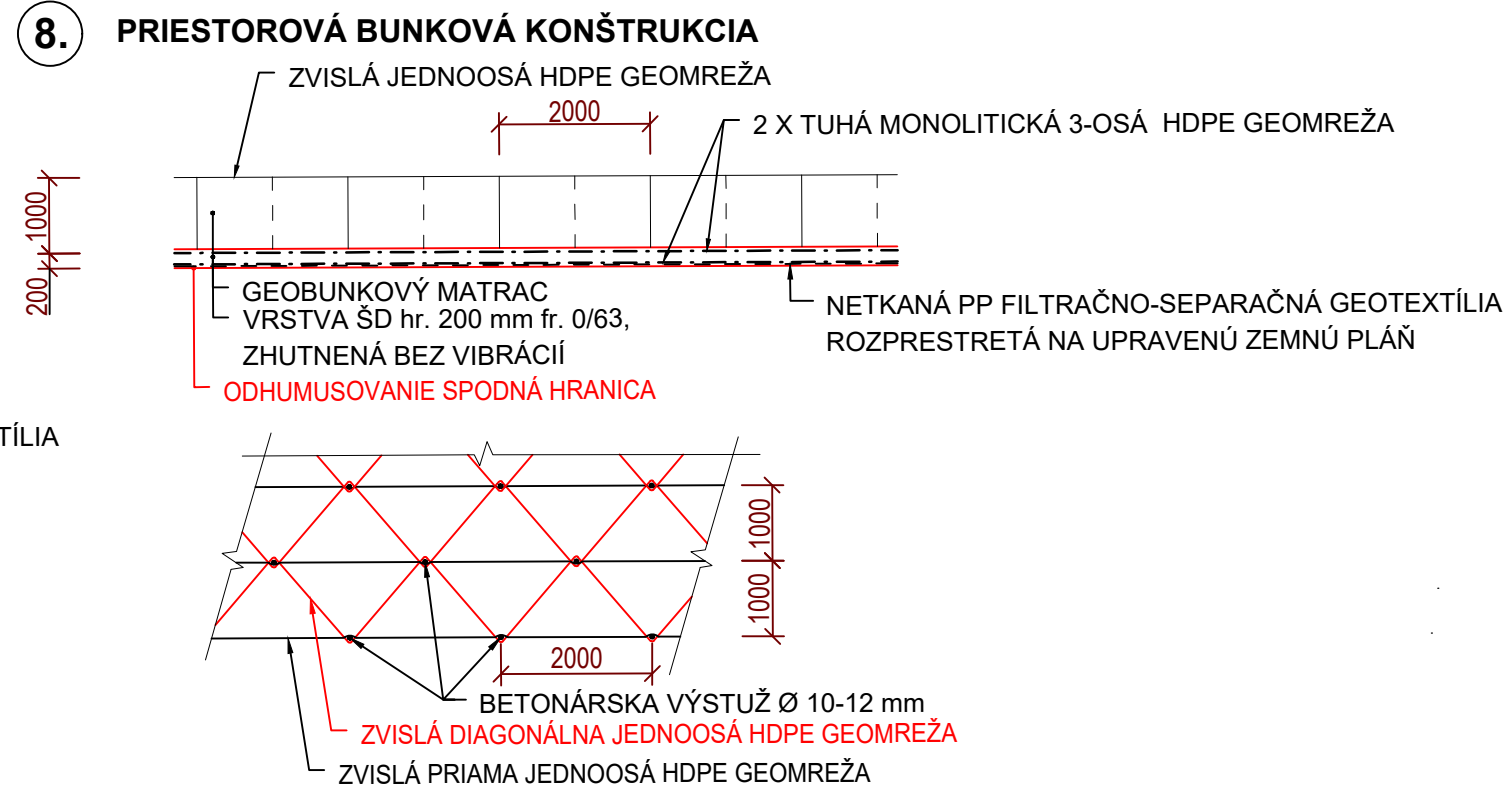 8. PRIESTOROVÁ BUNKOVÁ KONŠTRUKCIA
ZVISLÁ JEDNOOSÁ HDPE GEOMREŽA
2000
2 X TUHÁ MONOLITICKÁ 3-OSÁ HDPE GEOMREŽA
1000
200
GEOBUNKOVÝ MATRAC
VRSTVA ŠD hr. 200 mm fr. 0/63,
ZHUTNENÁ BEZ VIBRÁCIÍ
NETKANÁ PP FILTRAČNO-SEPARAČNÁ GEOTEXTÍLIA
ROZPRESTRETÁ NA UPRAVENÚ ZEMNÚ PLÁŇ
ODHUMUSOVANIE SPODNÁ HRANICA
TÍLIA
1000
1000
2000
BETONÁRSKA VÝSTUŽ Ø 10-12 mm
ZVISLÁ DIAGONÁLNA JEDNOOSÁ HDPE GEOMREŽA
ZVISLÁ PRIAMA JEDNOOSÁ HDPE GEOMREŽA